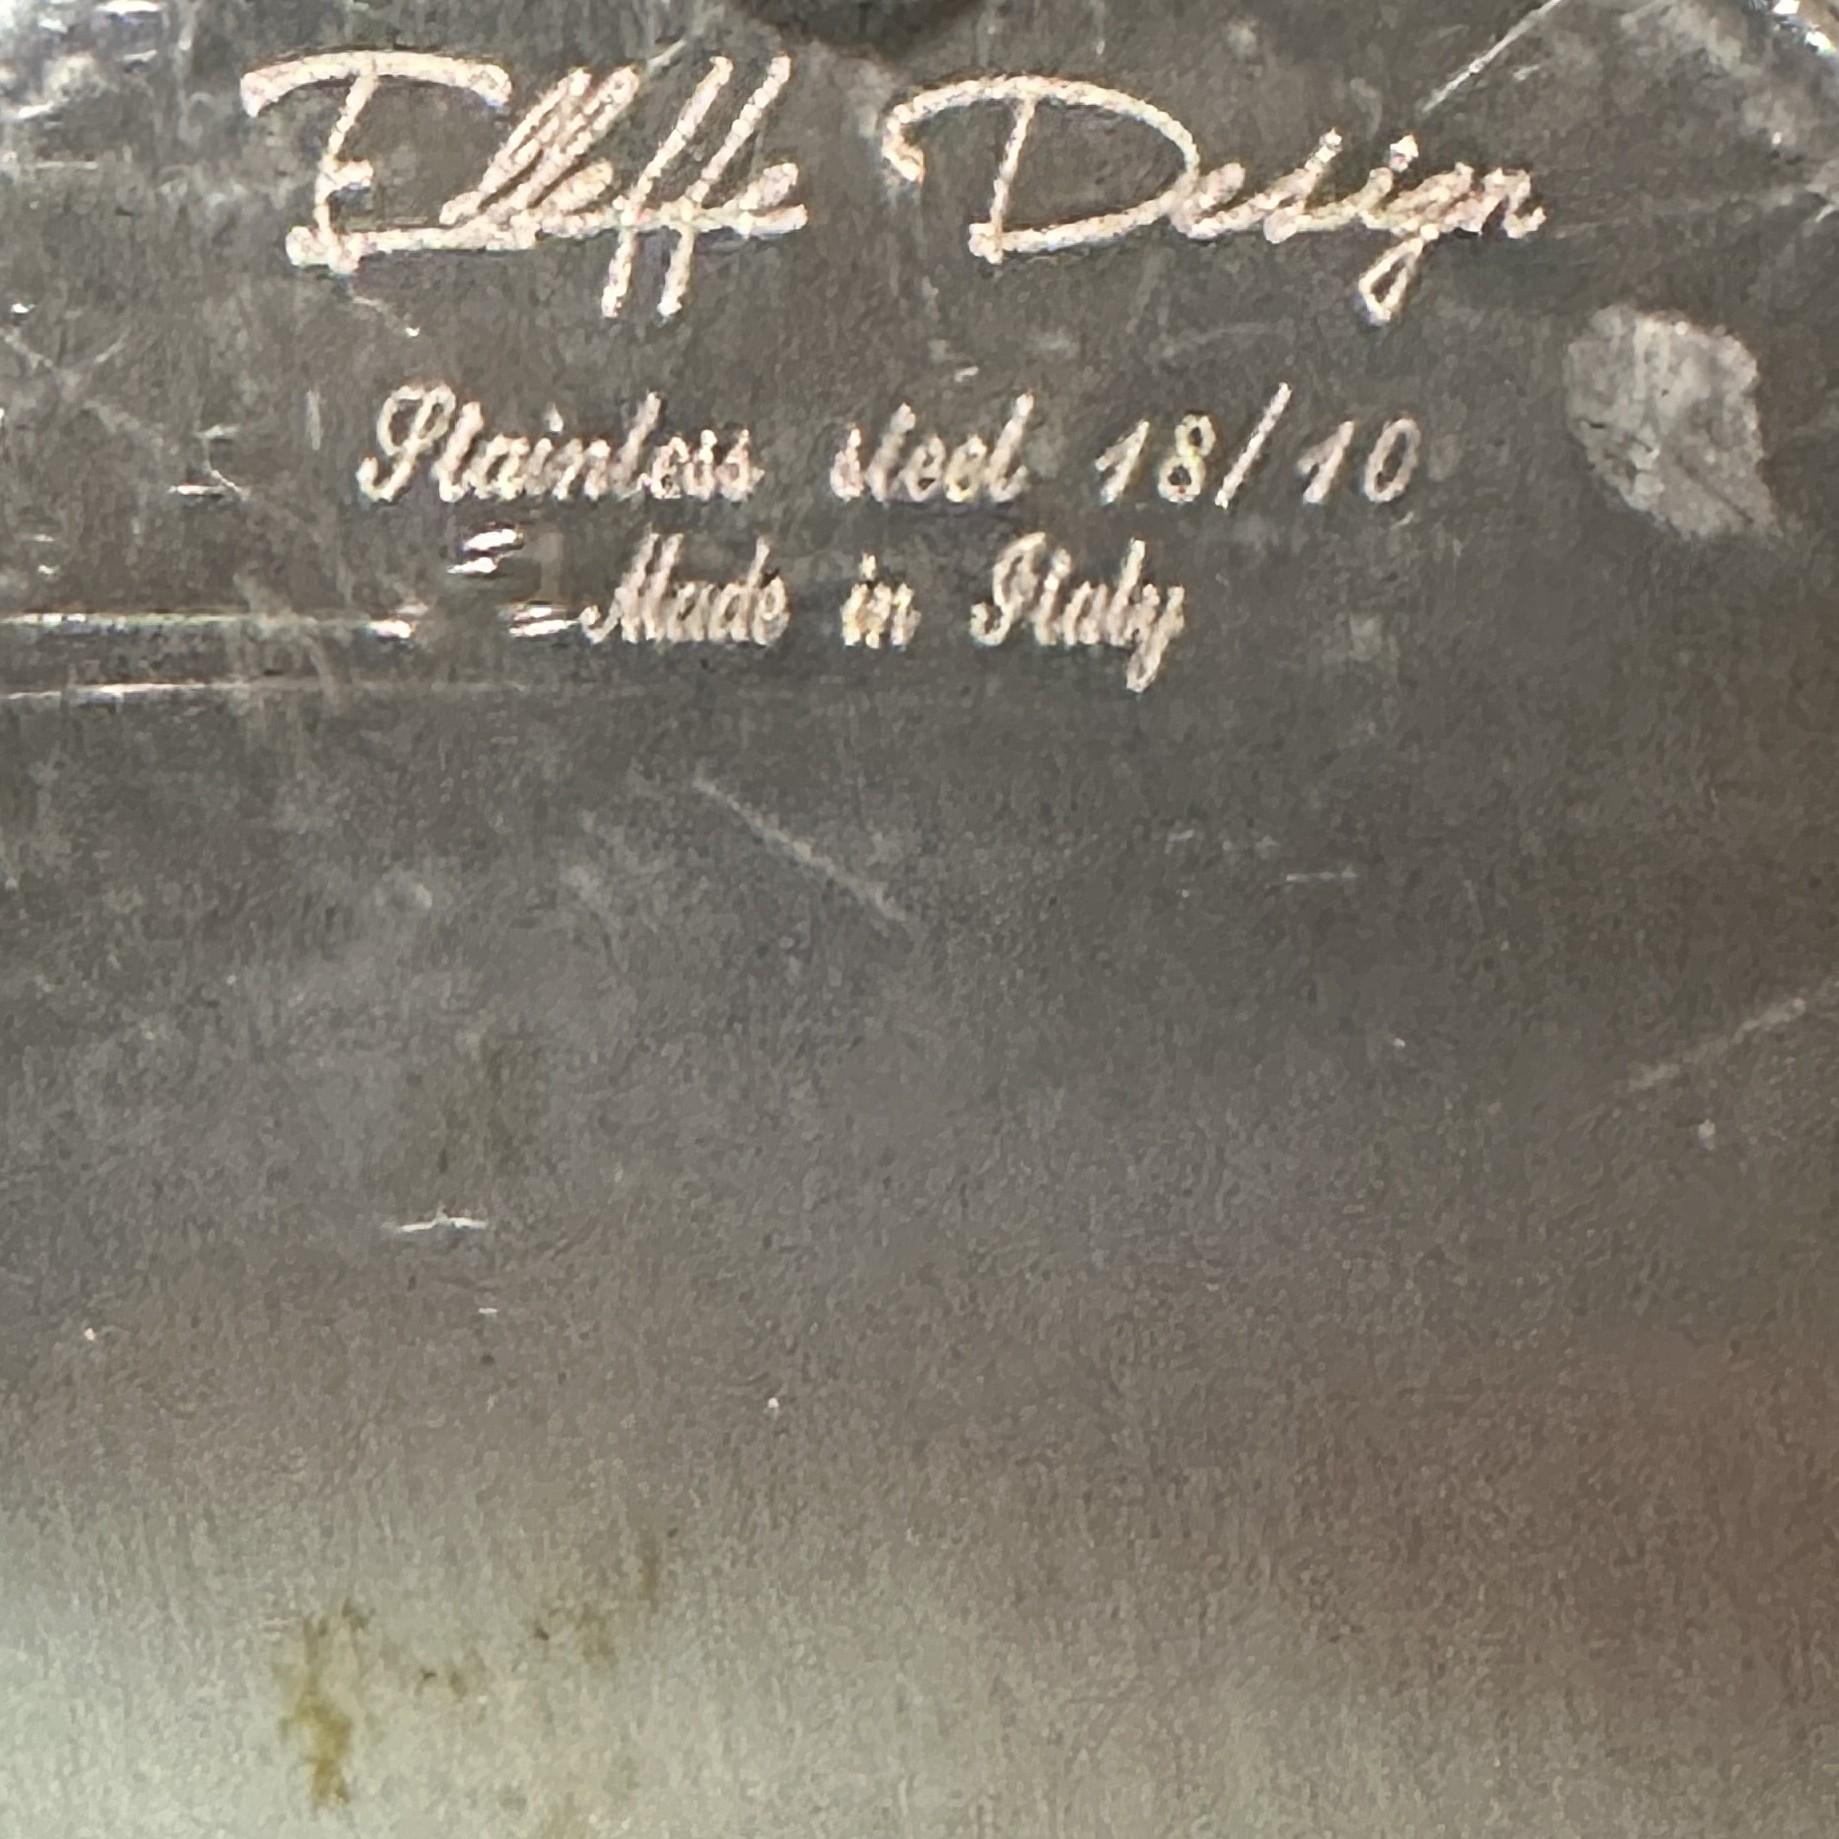 Elleffe Design
Stainless steel 18/10
Made in Italy